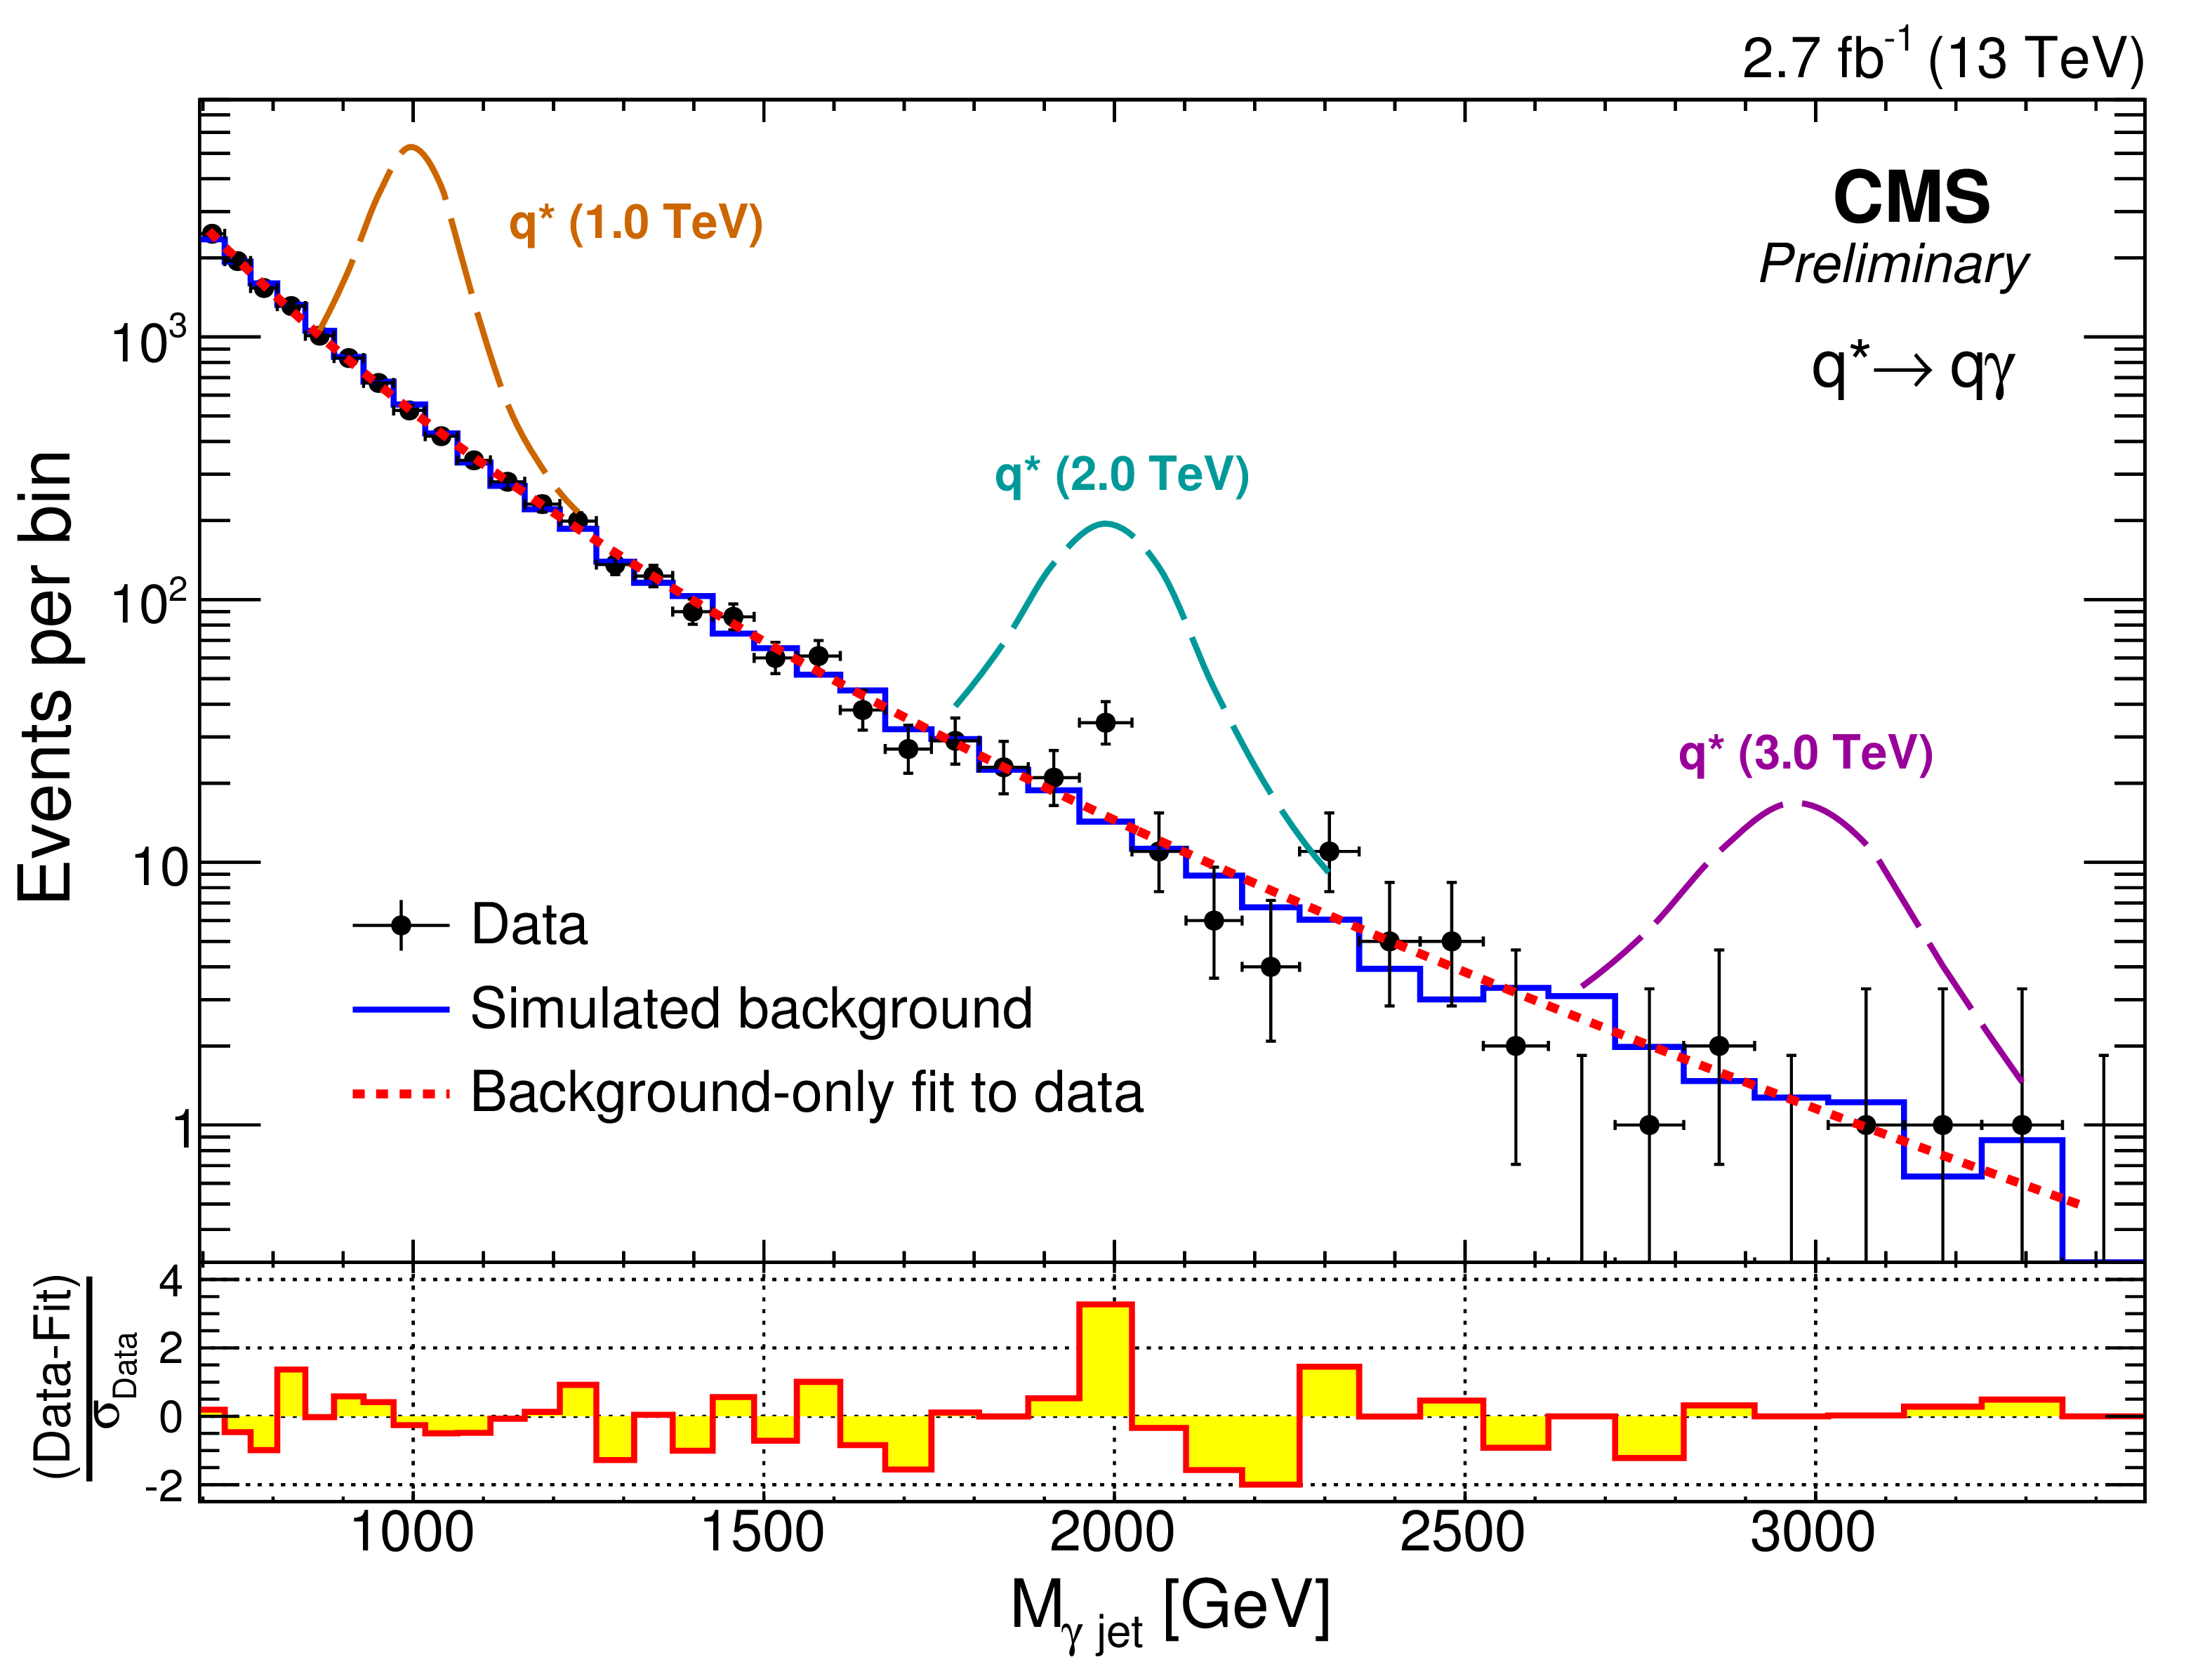 2.7 fb⁻¹ (13 TeV)
CMS
Preliminary
q*→ qγ
q* (1.0 TeV)
q* (2.0 TeV)
q* (3.0 TeV)
Events per bin
10³
10²
10
1
Data
Simulated background
Background-only fit to data
(Data-Fit)
σ_Data
4
2
0
-2
1000 1500 2000 2500 3000
M_γ jet [GeV]